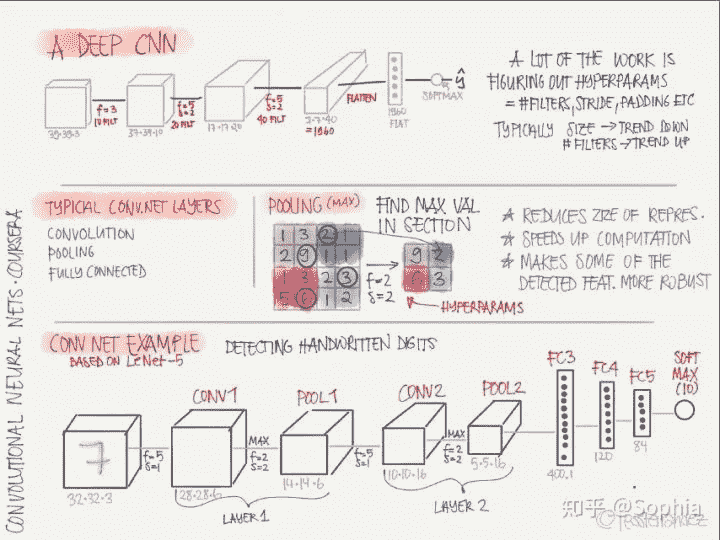 A DEEP CNN
39·39·3
f=3
10 FILT
37·37·10
f=5
s=2
20 FILT
17·17·20
f=5
s=2
40 FILT
7·7·40
=1960
FLATTEN
1960
FLAT
SOFTMAX
ŷ
A LOT OF THE WORK IS
FIGURING OUT HYPERPARAMS
= #FILTERS, STRIDE, PADDING ETC
TYPICALLY SIZE → TREND DOWN
# FILTERS → TREND UP
TYPICAL CONV.NET LAYERS
CONVOLUTION
POOLING
FULLY CONNECTED
POOLING (MAX)
1 3 2 1
2 9 1 1
1 3 2 3
5 6 1 2
FIND MAX VAL
IN SECTION
f=2
s=2
9 2
6 3
HYPERPARAMS
★ REDUCES SIZE OF REPRES.
★ SPEEDS UP COMPUTATION
★ MAKES SOME OF THE
DETECTED FEAT. MORE ROBUST
CONV NET EXAMPLE
BASED ON LeNet-5
DETECTING HANDWRITTEN DIGITS
7
32·32·3
f=5
s=1
CONV1
28·28·6
MAX
f=2
s=2
POOL1
14·14·6
LAYER 1
f=5
s=1
CONV2
10·10·16
MAX
f=2
s=2
POOL2
5·5·16
LAYER 2
FC3
400.1
FC4
120
FC5
84
SOFT
MAX
(10)
CONVOLUTIONAL NEURAL NETS·COURSERA
知乎 @Sophia